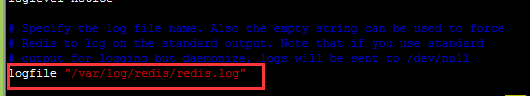 loglevel notice
# Specify the log file name. Also the empty string can be used to force
# Redis to log on the standard output. Note that if you use standard
# output for logging but daemonize, logs will be sent to /dev/null
logfile "/var/log/redis/redis.log"